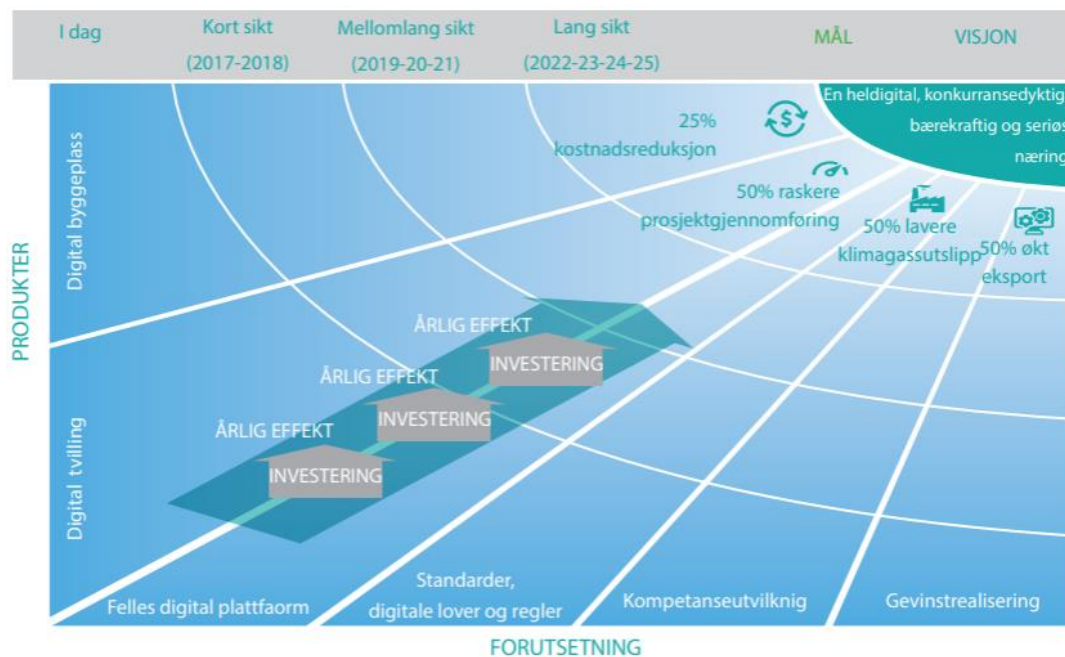 I dag
Kort sikt
(2017-2018)
Mellomlang sikt
(2019-20-21)
Lang sikt
(2022-23-24-25)
MÅL
VISJON
En heldigital, konkurransedyktig,
bærekraftig og seriøs
næring
25%
kostnadsreduksjon
50% raskere
prosjektgjennomføring
50% lavere
klimagassutslipp
50% økt
eksport
PRODUKTER
Digital byggeplass
Digital tvilling
ÅRLIG EFFEKT
INVESTERING
ÅRLIG EFFEKT
INVESTERING
ÅRLIG EFFEKT
INVESTERING
Felles digital plattfaorm
Standarder,
digitale lover og regler
Kompetanseutvilknig
Gevinstrealisering
FORUTSETNING